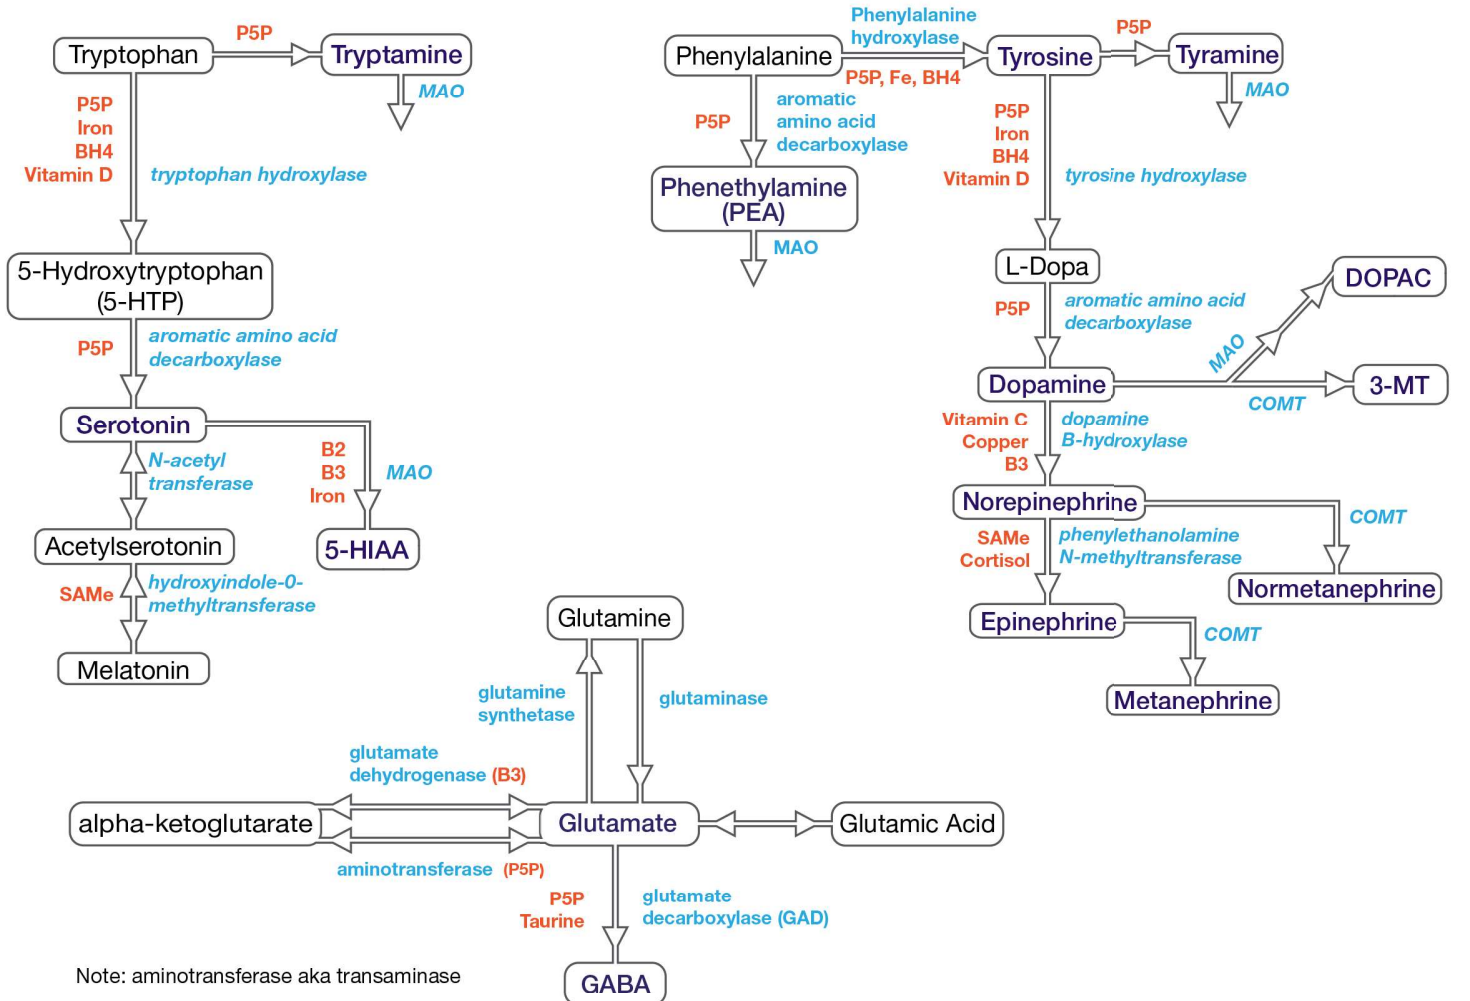 Tryptophan
P5P
Tryptamine
MAO
P5P
Iron
BH4
Vitamin D
tryptophan hydroxylase
5-Hydroxytryptophan
(5-HTP)
P5P
aromatic amino acid
decarboxylase
Serotonin
N-acetyl
transferase
B2
B3
Iron
MAO
Acetylserotonin
5-HIAA
SAMe
hydroxyindole-0-
methyltransferase
Melatonin
Phenylalanine
Phenylalanine
hydroxylase
P5P, Fe, BH4
Tyrosine
P5P
Tyramine
MAO
P5P
aromatic
amino acid
decarboxylase
Phenethylamine
(PEA)
MAO
P5P
Iron
BH4
Vitamin D
tyrosine hydroxylase
L-Dopa
P5P
aromatic amino acid
decarboxylase
DOPAC
MAO
Dopamine
COMT
3-MT
Vitamin C
Copper
B3
dopamine
B-hydroxylase
Norepinephrine
COMT
SAMe
Cortisol
phenylethanolamine
N-methyltransferase
Normetanephrine
Epinephrine
COMT
Metanephrine
Glutamine
glutamine
synthetase
glutaminase
glutamate
dehydrogenase (B3)
alpha-ketoglutarate
Glutamate
Glutamic Acid
aminotransferase (P5P)
P5P
Taurine
glutamate
decarboxylase (GAD)
GABA
Note: aminotransferase aka transaminase